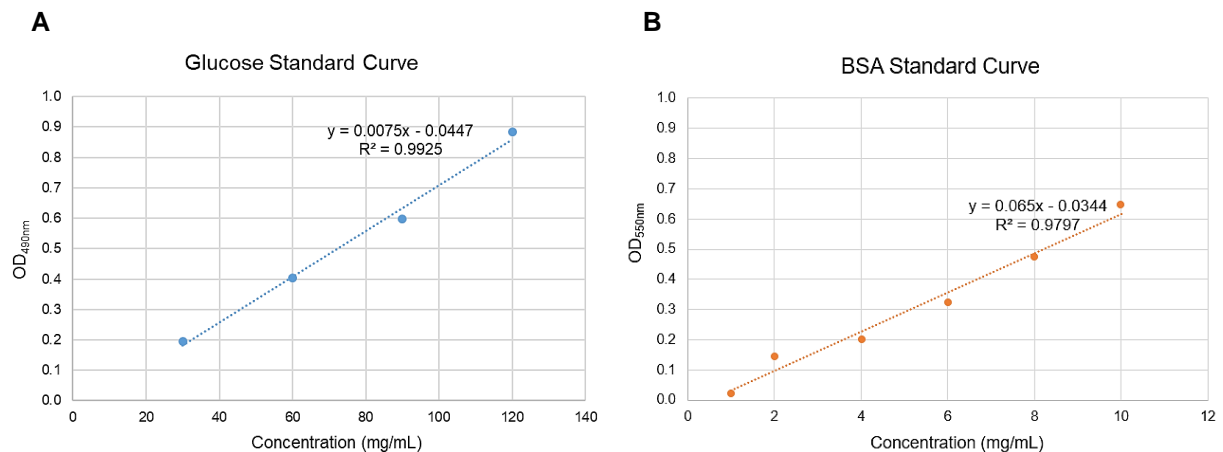 A
Glucose Standard Curve
1.0
0.9
0.8
0.7
0.6
0.5
0.4
0.3
0.2
0.1
0.0
OD490nm
y = 0.0075x - 0.0447
R² = 0.9925
0 20 40 60 80 100 120 140
Concentration (mg/mL)
B
BSA Standard Curve
1.0
0.9
0.8
0.7
0.6
0.5
0.4
0.3
0.2
0.1
0.0
OD550nm
y = 0.065x - 0.0344
R² = 0.9797
0 2 4 6 8 10 12
Concentration (mg/mL)